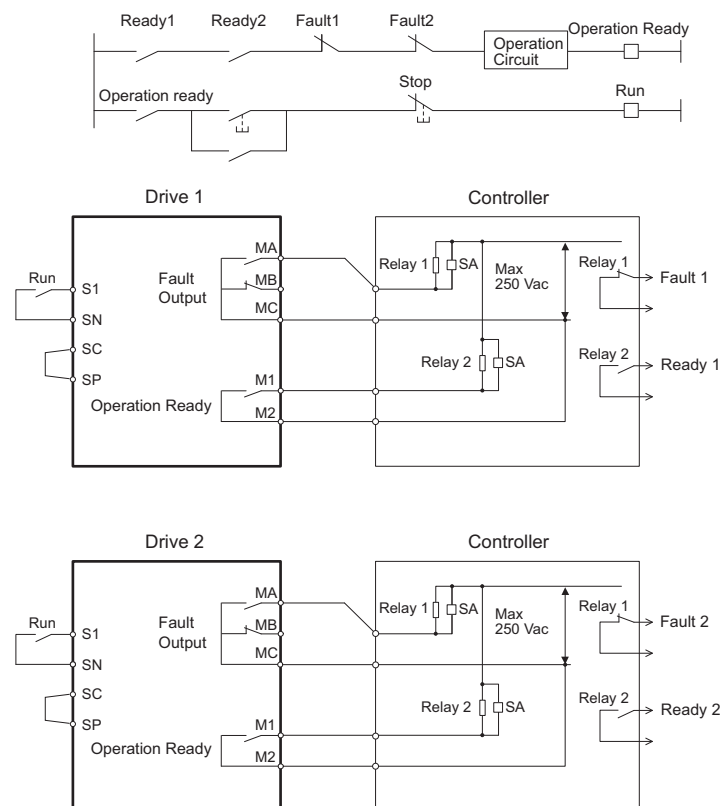 Ready1 Ready2 Fault1 Fault2 Operation Ready
Operation
Circuit
Operation ready Stop Run
Drive 1 Controller
Run S1 Fault
Output MA
MB
MC
SN
SC
SP
Operation Ready M1
M2
Relay 1 SA Max
250 Vac Relay 1 Fault 1
Relay 2 SA Relay 2 Ready 1
Drive 2 Controller
Run S1 Fault
Output MA
MB
MC
SN
SC
SP
Operation Ready M1
M2
Relay 1 SA Max
250 Vac Relay 1 Fault 2
Relay 2 SA Relay 2 Ready 2